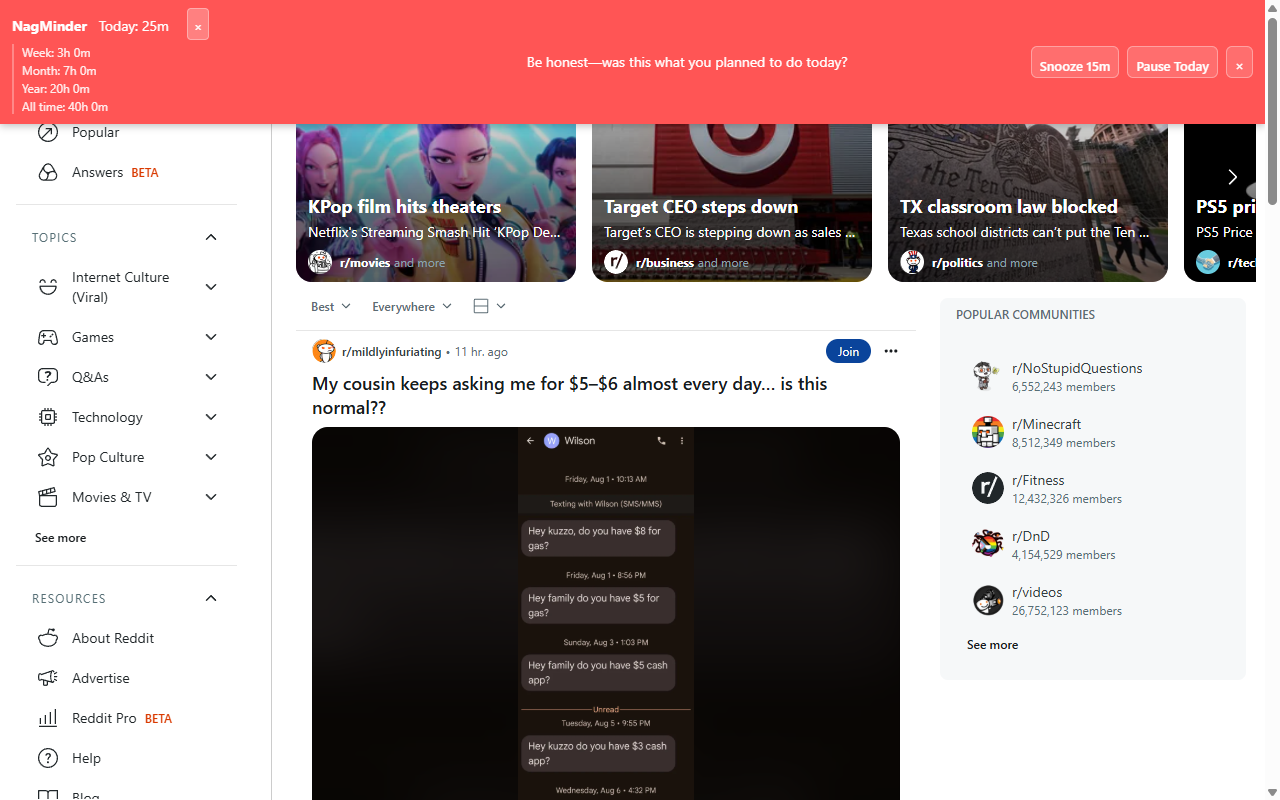 NagMinder Today: 25m ×
Week: 3h 0m
Month: 7h 0m
Year: 20h 0m
All time: 40h 0m
Be honest—was this what you planned to do today?
Snooze 15m Pause Today ×
Popular
Answers BETA
TOPICS
Internet Culture
(Viral)
Games
Q&As
Technology
Pop Culture
Movies & TV
See more
RESOURCES
About Reddit
Advertise
Reddit Pro BETA
Help
Blog
KPop film hits theaters
Netflix's Streaming Smash Hit 'KPop De...
r/movies and more
Target CEO steps down
Target's CEO is stepping down as sales ...
r/business and more
the Ten Comm
TX classroom law blocked
Texas school districts can't put the Ten ...
r/politics and more
PS5 pri
PS5 Price
r/tec
Best Everywhere
r/mildlyinfuriating • 11 hr. ago
Join
My cousin keeps asking me for $5–$6 almost every day... is this
normal??
W Wilson
Friday, Aug 1 • 10:13 AM
Texting with Wilson (SMS/MMS)
Hey kuzzo, do you have $8 for
gas?
Friday, Aug 1 • 8:56 PM
Hey family do you have $5 for
gas?
Sunday, Aug 3 • 1:03 PM
Hey family do you have $5 cash
app?
Unread
Tuesday, Aug 5 • 9:55 PM
Hey kuzzo do you have $3 cash
app?
Wednesday, Aug 6 • 4:32 PM
POPULAR COMMUNITIES
r/NoStupidQuestions
6,552,243 members
r/Minecraft
8,512,349 members
r/ r/Fitness
12,432,326 members
r/DnD
4,154,529 members
r/videos
26,752,123 members
See more